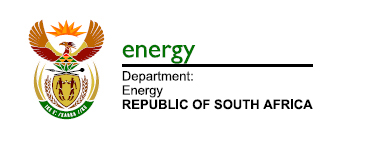 energy
Department:
Energy
REPUBLIC OF SOUTH AFRICA